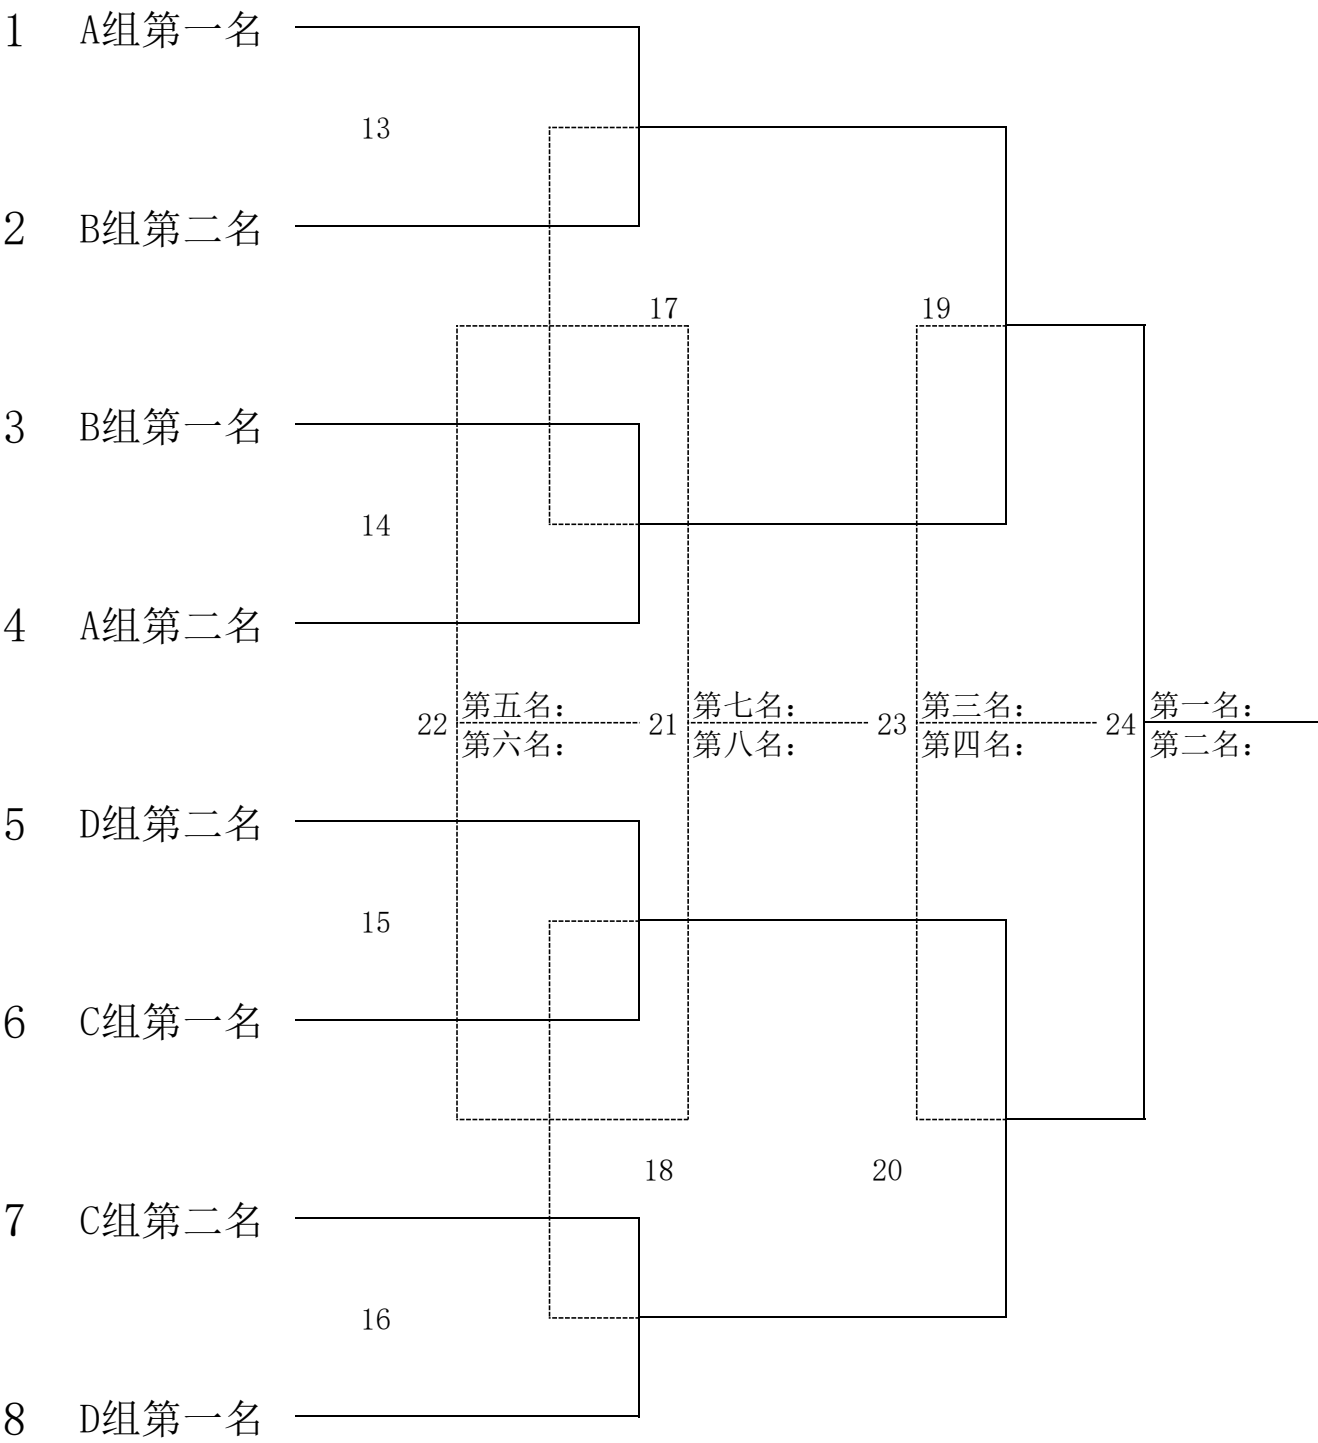 1 A组第一名
13
2 B组第二名
17 19
3 B组第一名
14
4 A组第二名
22 第五名: 21 第七名: 23 第三名: 24 第一名:
第六名: 第八名: 第四名: 第二名:
5 D组第二名
15
6 C组第一名
18 20
7 C组第二名
16
8 D组第一名